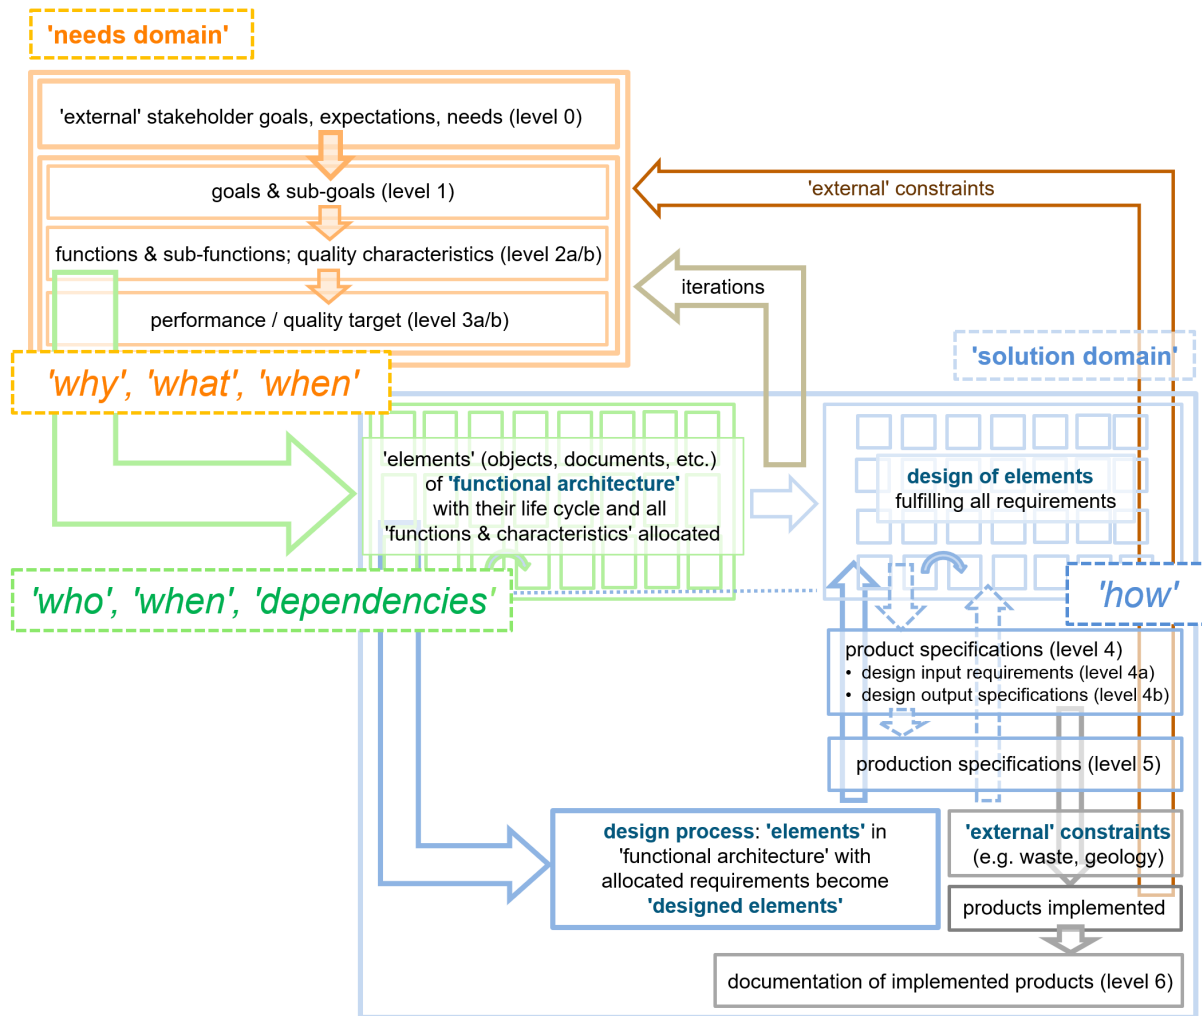 'needs domain'
'external' stakeholder goals, expectations, needs (level 0)
goals & sub-goals (level 1)
'external' constraints
functions & sub-functions; quality characteristics (level 2a/b)
iterations
performance / quality target (level 3a/b)
'why', 'what', 'when'
'solution domain'
'elements' (objects, documents, etc.)
of 'functional architecture'
with their life cycle and all
'functions & characteristics' allocated
design of elements
fulfilling all requirements
'who', 'when', 'dependencies'
'how'
product specifications (level 4)
• design input requirements (level 4a)
• design output specifications (level 4b)
production specifications (level 5)
design process: 'elements' in
'functional architecture' with
allocated requirements become
'designed elements'
'external' constraints
(e.g. waste, geology)
products implemented
documentation of implemented products (level 6)